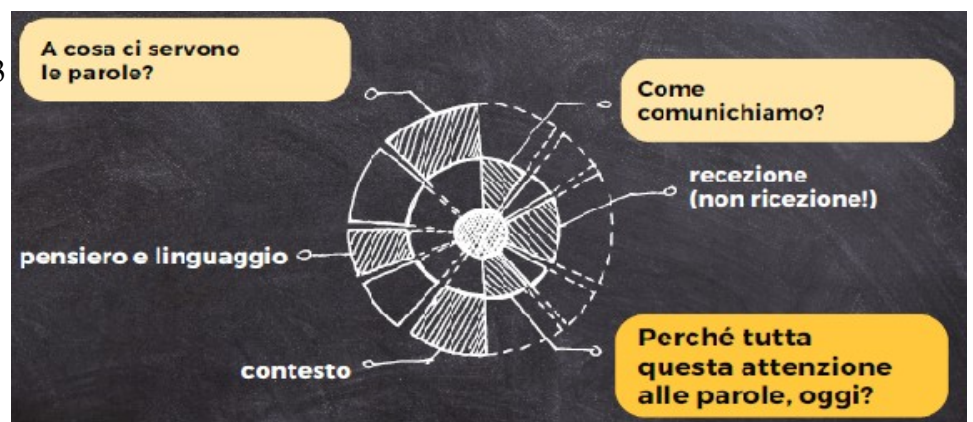 A cosa ci servono
le parole?
3
Come
comunichiamo?
recezione
(non ricezione!)
pensiero e linguaggio
contesto
Perché tutta
questa attenzione
alle parole, oggi?